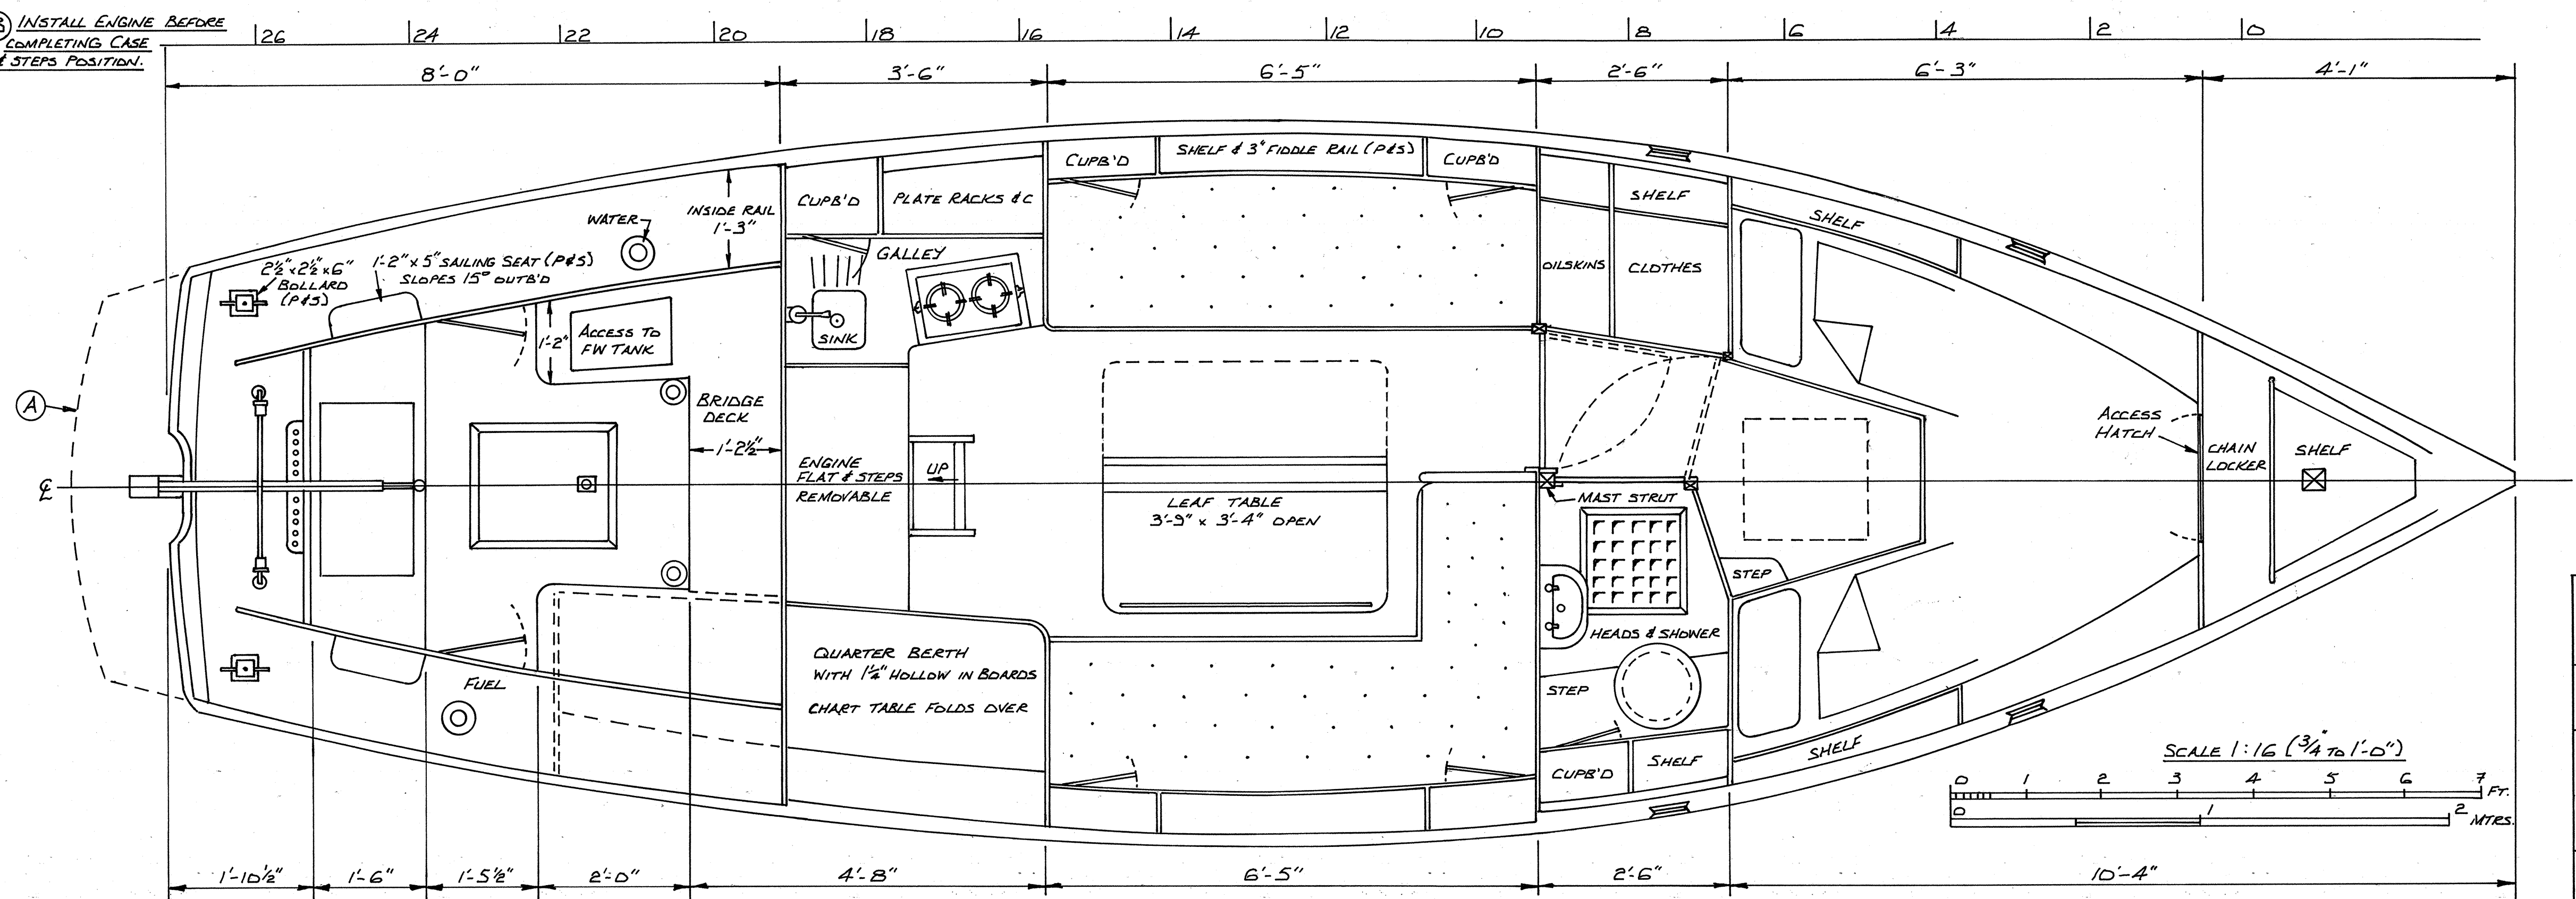 INSTALL ENGINE BEFORE
COMPLETING CASE
& STEPS POSITION.
26 24 22 20 18 16 14 12 10 8 6 4 2 0
8'-0" 3'-6" 6'-5" 2'-6" 6'-3" 4'-1"
CUPB'D
SHELF & 3" FIDDLE RAIL (P&S)
CUPB'D
CUPB'D
PLATE RACKS &C
SHELF
SHELF
WATER
INSIDE RAIL
1'-3"
2½" x 2½" x 6"
BOLLARD
(P&S)
1'-2" x 5" SAILING SEAT (P&S)
SLOPES 15° OUTB'D
GALLEY
SINK
OILSKINS
CLOTHES
1'-2"
ACCESS TO
FW TANK
A
BRIDGE
DECK
1'-2½"
ENGINE
FLAT & STEPS
REMOVABLE
UP
LEAF TABLE
3'-9" x 3'-4" OPEN
MAST STRUT
ACCESS
HATCH
CHAIN
LOCKER
SHELF
℄
STEP
HEADS & SHOWER
STEP
QUARTER BERTH
WITH 1¼" HOLLOW IN BOARDS
CHART TABLE FOLDS OVER
FUEL
CUPB'D
SHELF
SHELF
SCALE 1:16 (3/4" TO 1'-0")
0 1 2 3 4 5 6 7 FT.
0 1 2 MTRS.
1'-10½" 1'-6" 1'-5½" 2'-0" 4'-8" 6'-5" 2'-6" 10'-4"